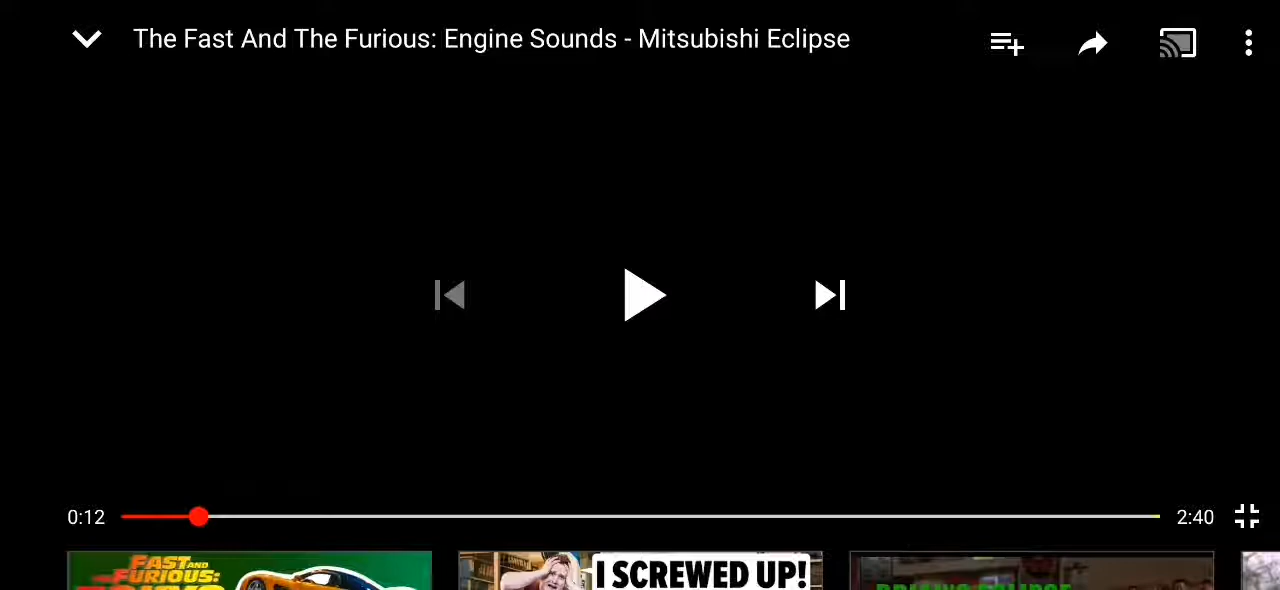 The Fast And The Furious: Engine Sounds - Mitsubishi Eclipse
0:12
2:40
FAST AND
FURIOUS:
I SCREWED UP!